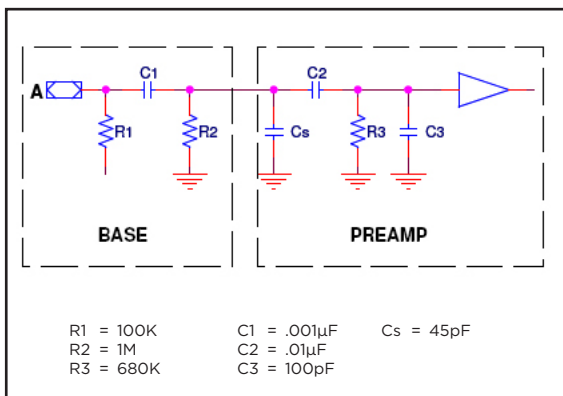 A
C1
C2
R1
R2
Cs
R3
C3
BASE
PREAMP
R1 = 100K C1 = .001µF Cs = 45pF
R2 = 1M C2 = .01µF
R3 = 680K C3 = 100pF